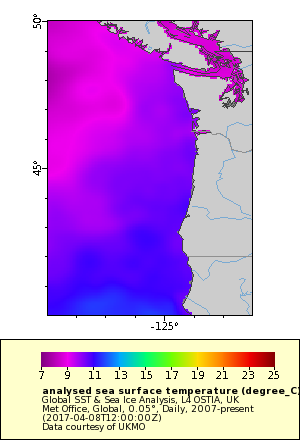 50°
45°
-125°
7 9 11 13 15 17 19 21 23 25
analysed sea surface temperature (degree_C)
Global SST & Sea Ice Analysis, L4 OSTIA, UK
Met Office, Global, 0.05°, Daily, 2007-present
(2017-04-08T12:00:00Z)
Data courtesy of UKMO